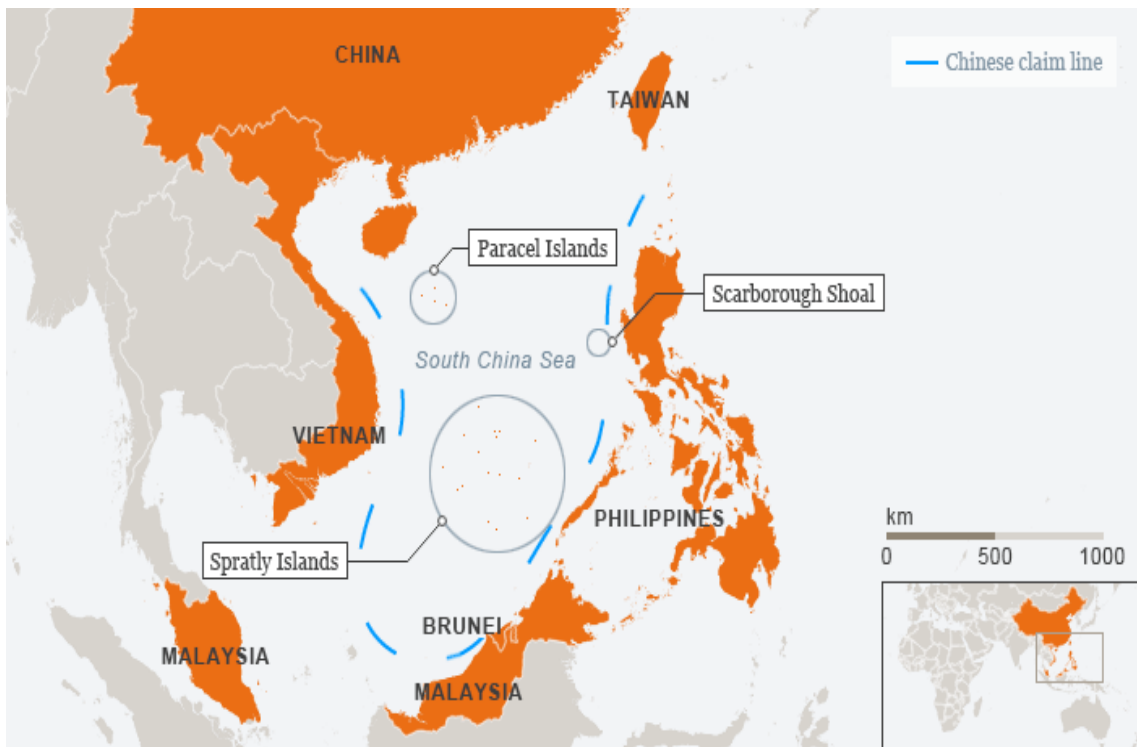 CHINA
Chinese claim line
TAIWAN
Paracel Islands
Scarborough Shoal
South China Sea
VIETNAM
PHILIPPINES
Spratly Islands
km
0 500 1000
BRUNEI
MALAYSIA
MALAYSIA